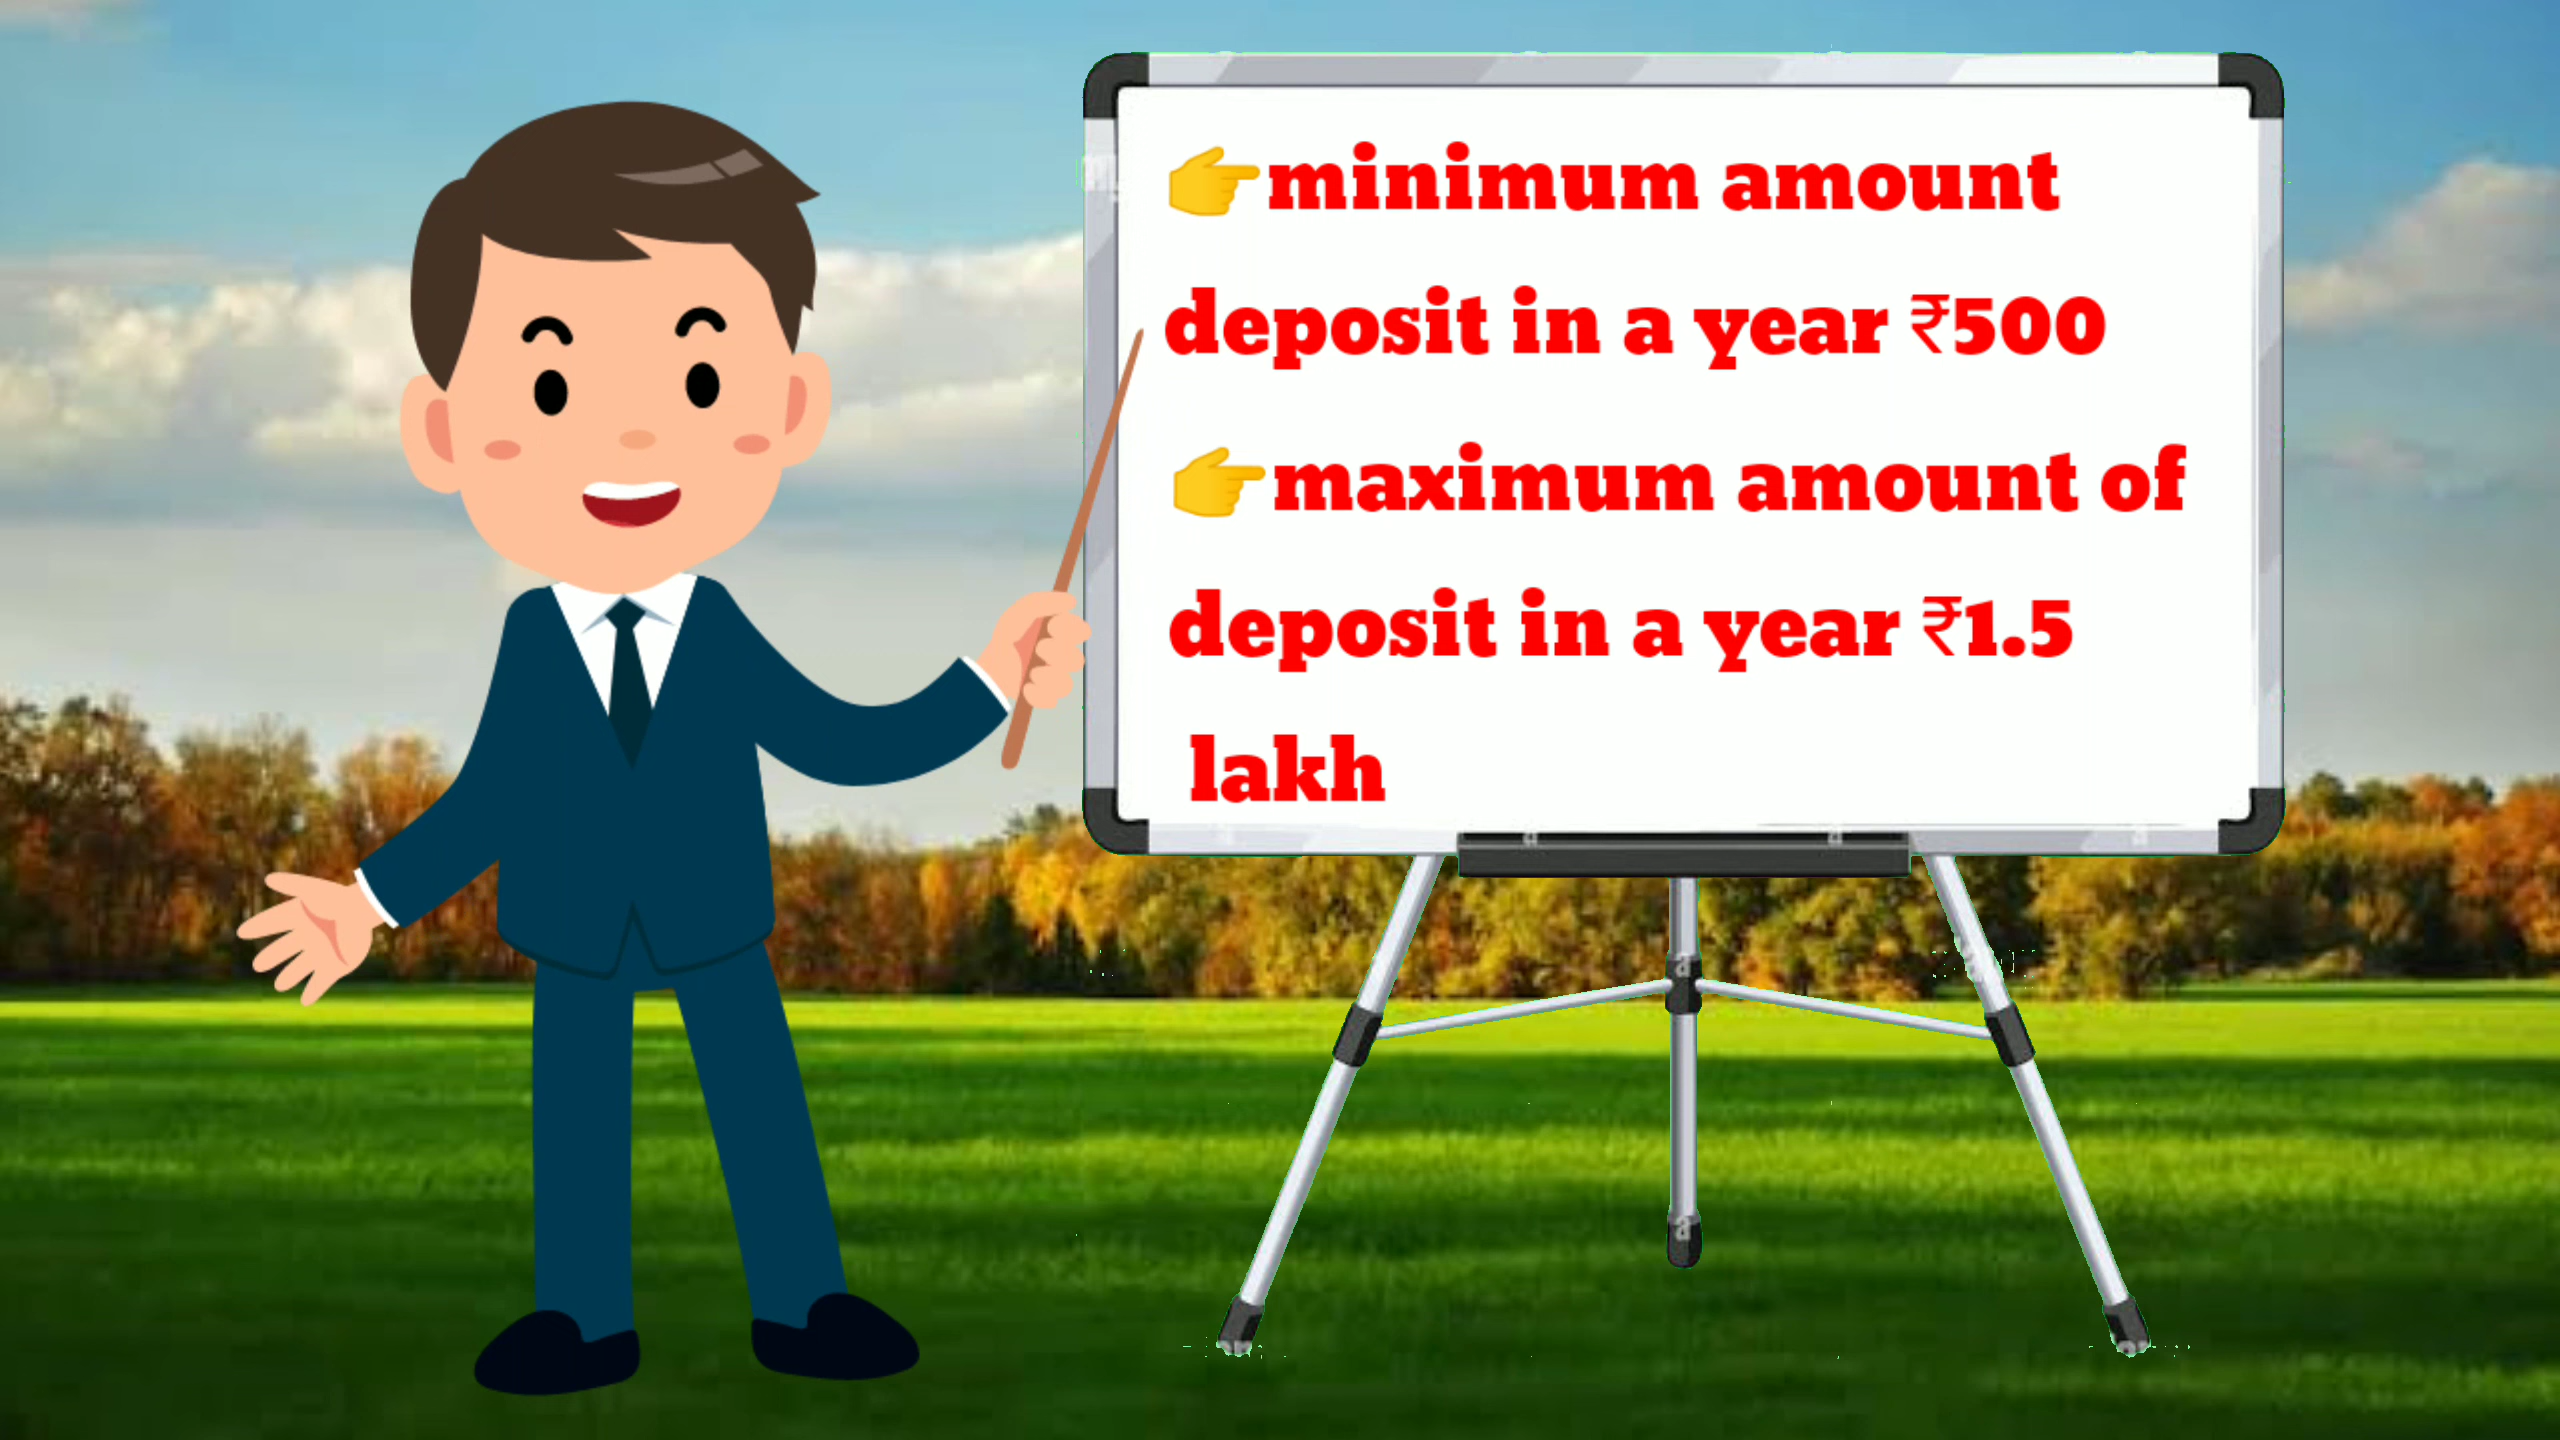 👉minimum amount
deposit in a year ₹500
👉maximum amount of
deposit in a year ₹1.5
lakh